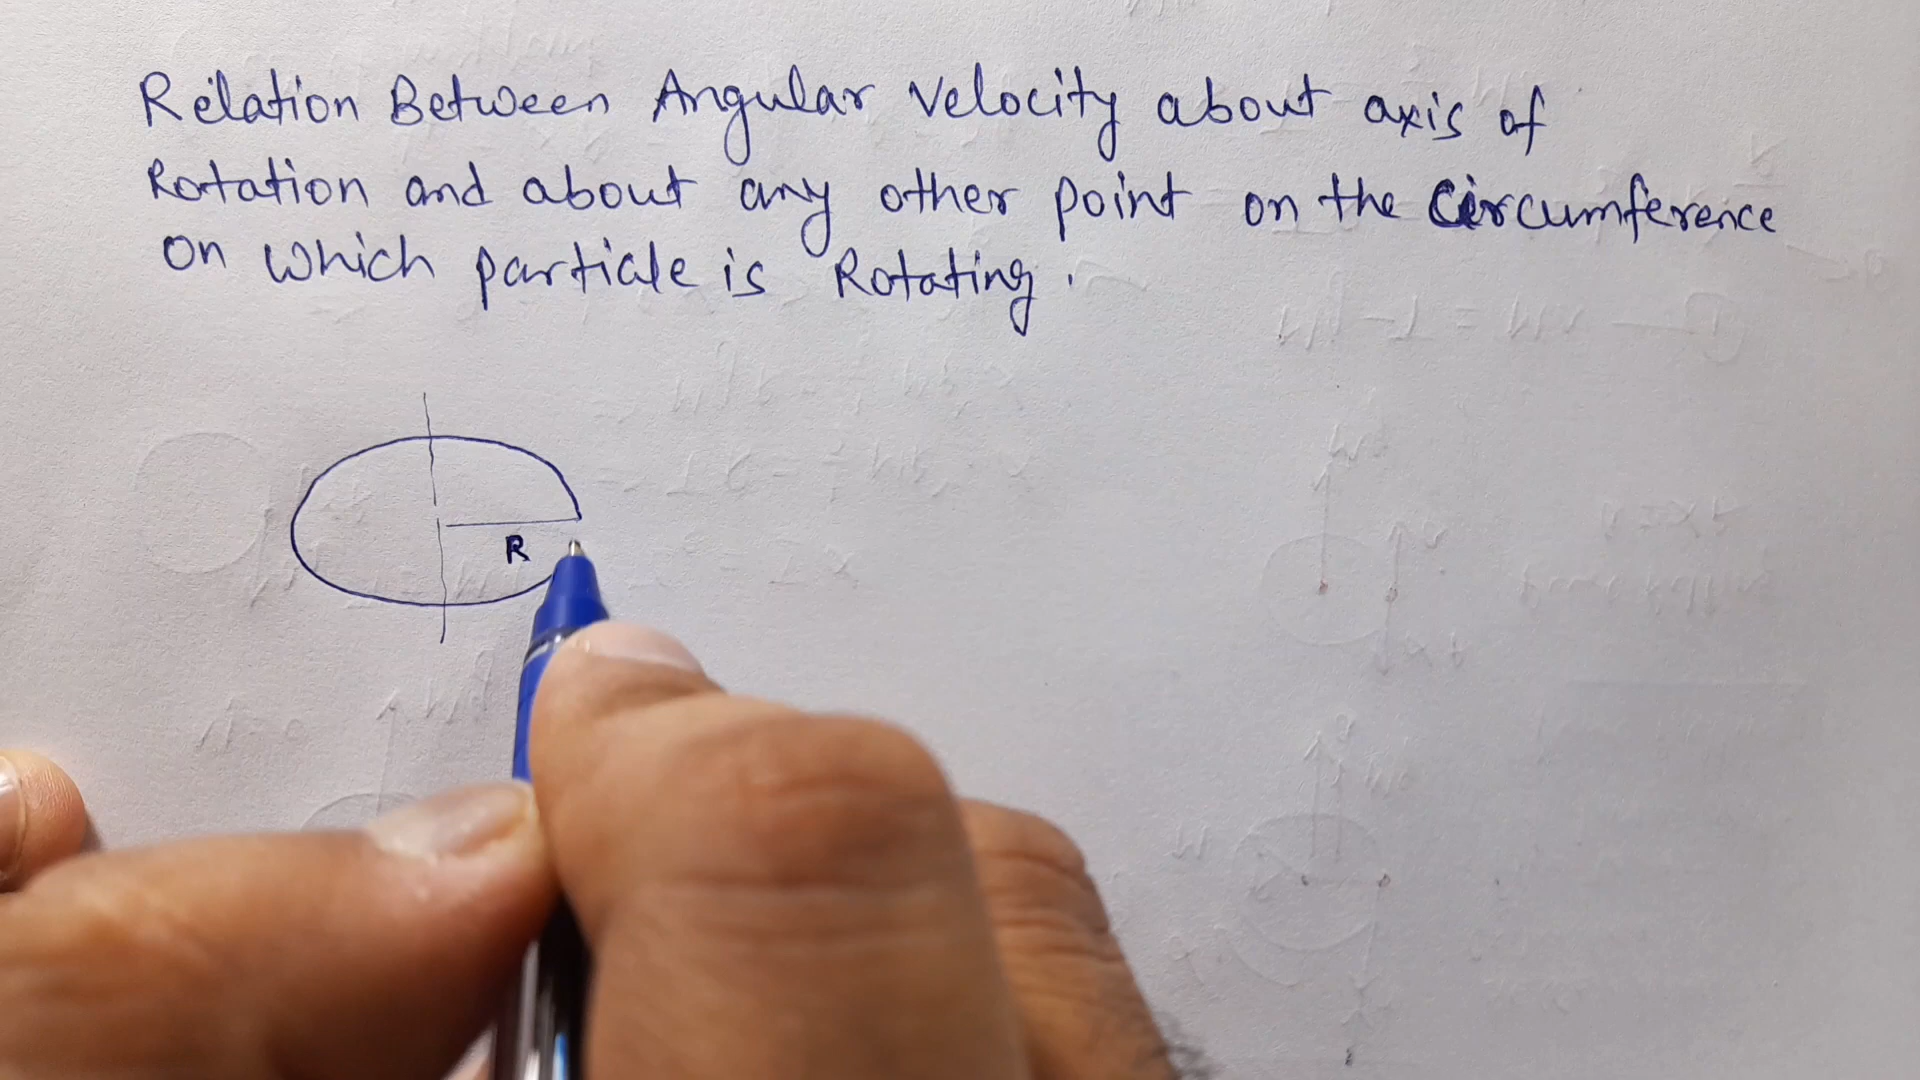 Relation Between Angular velocity about axis of
Rotation and about any other point on the Circumference
on which particle is Rotating.
R